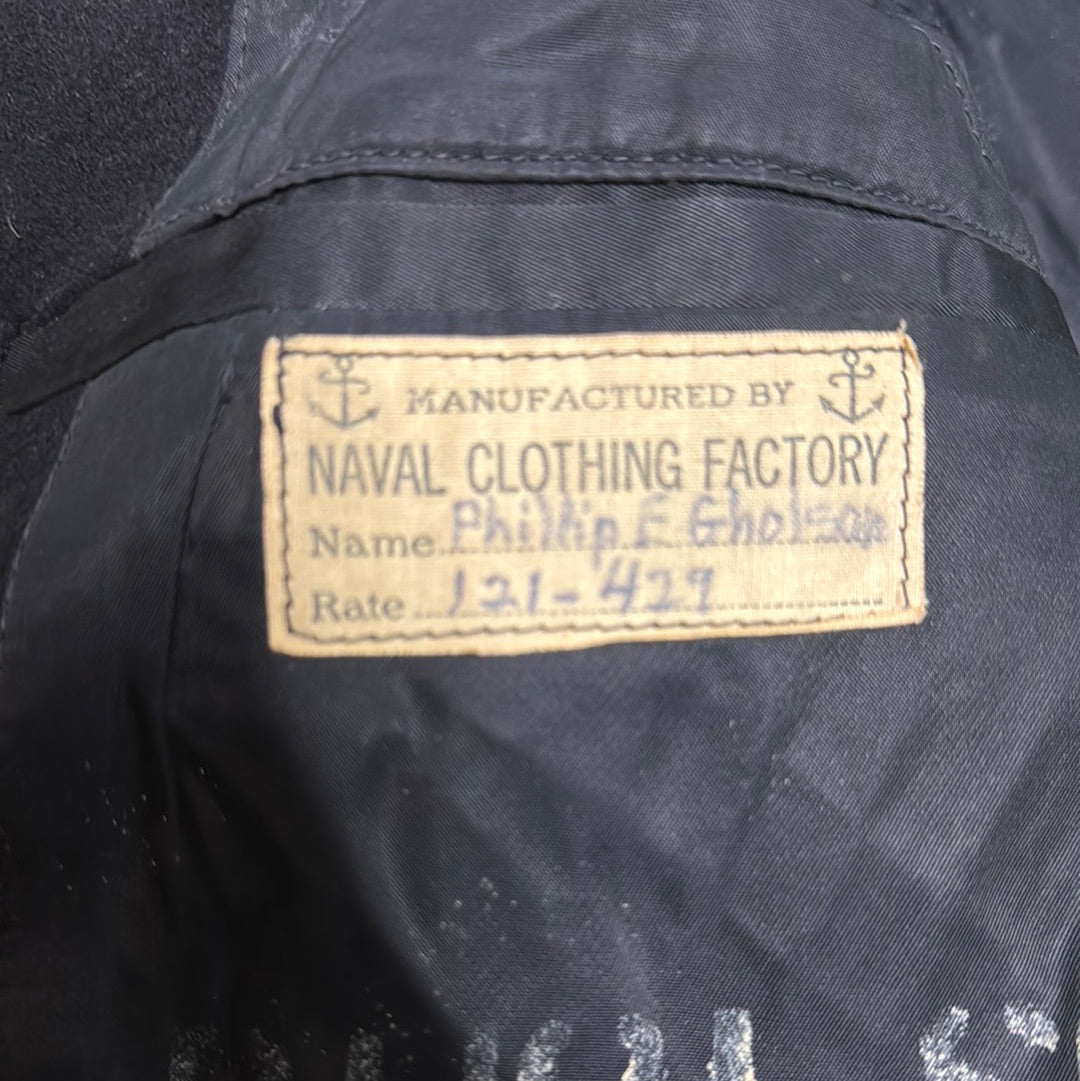 MANUFACTURED BY
NAVAL CLOTHING FACTORY
Name Phillip E Gholson
Rate 121-429